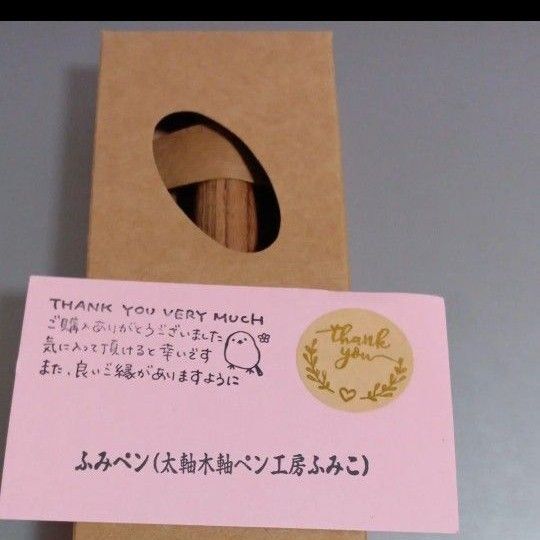 THANK YOU VERY MUCH
ご購入ありがとうございました
気に入って頂けると幸いです
また、良いご縁がありますように
thank
you
ふみペン(太軸木軸ペン工房ふみこ)